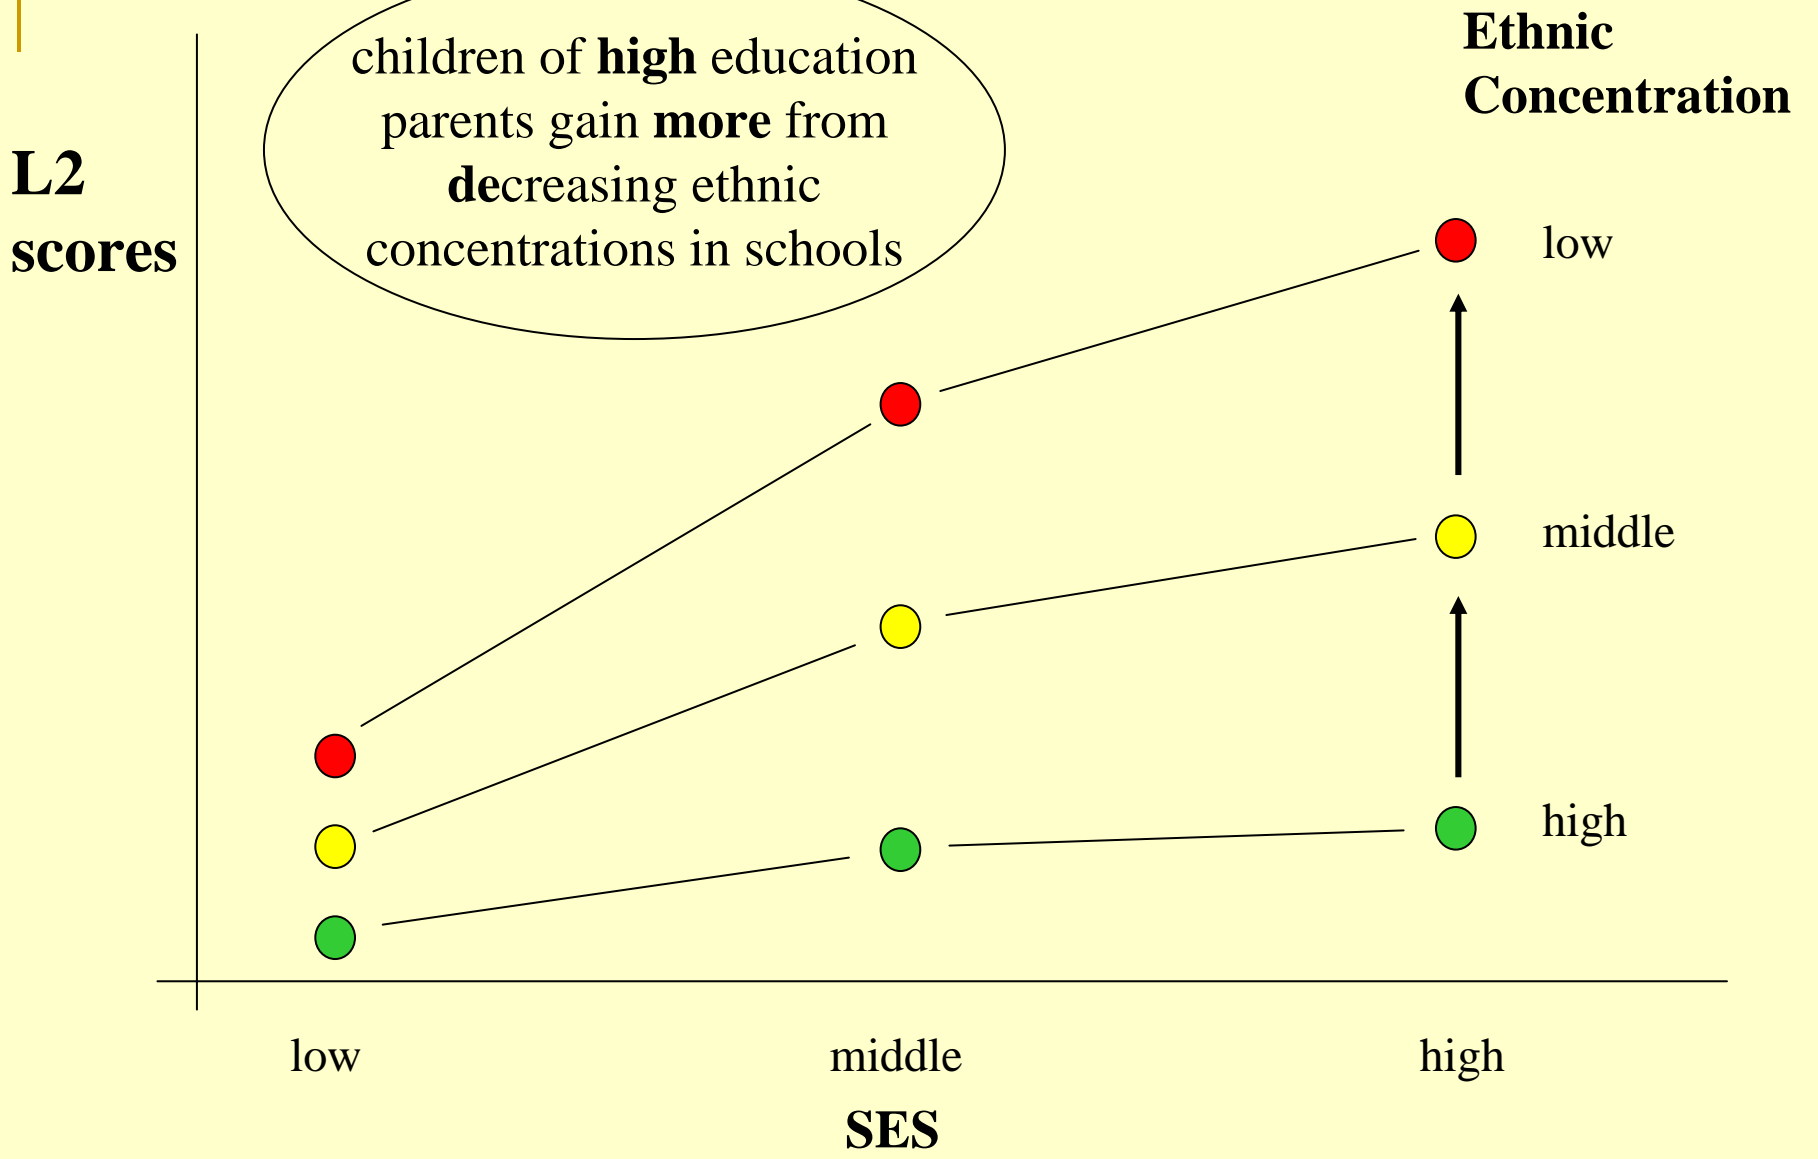 children of high education
parents gain more from
decreasing ethnic
concentrations in schools
Ethnic
Concentration
L2
scores
low
middle
high
low
middle
high
SES